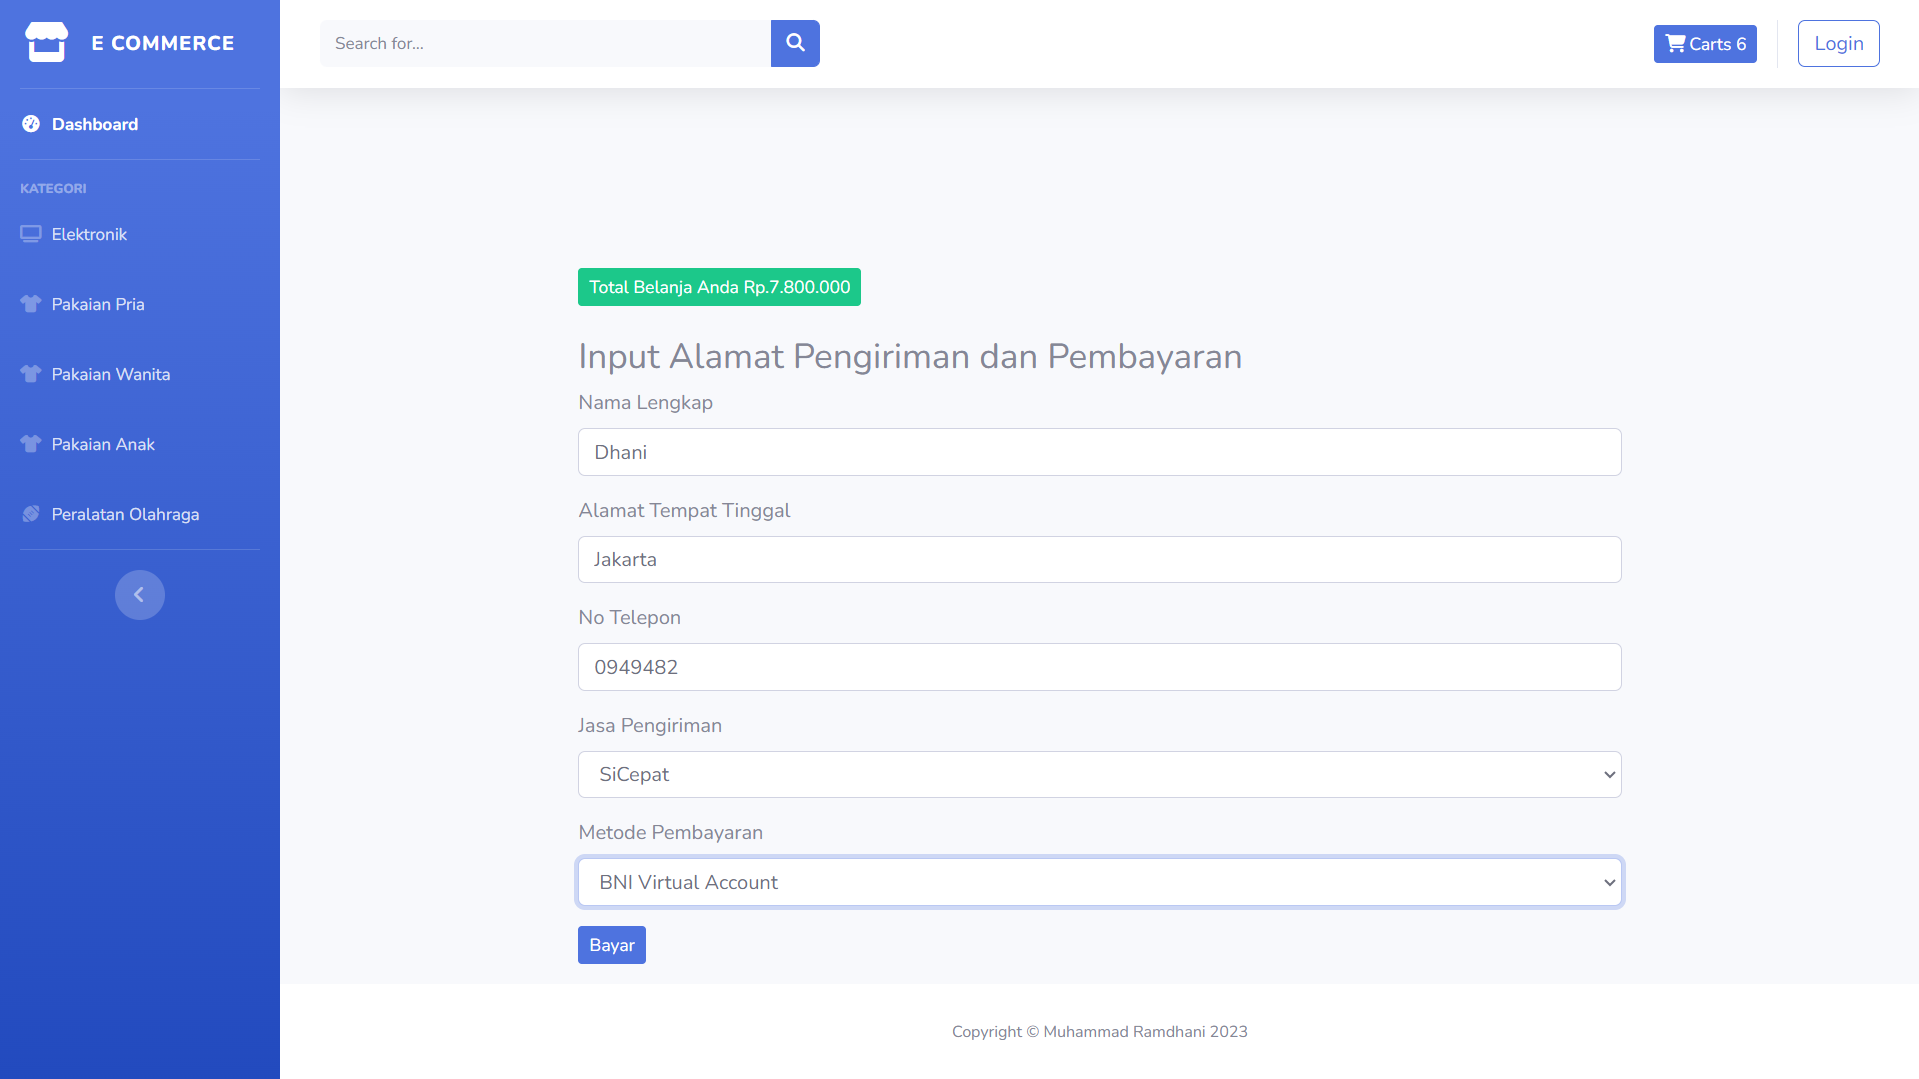 E COMMERCE
Dashboard
KATEGORI
Elektronik
Pakaian Pria
Pakaian Wanita
Pakaian Anak
Peralatan Olahraga
Search for...
Carts 6
Login
Total Belanja Anda Rp.7.800.000
Input Alamat Pengiriman dan Pembayaran
Nama Lengkap
Dhani
Alamat Tempat Tinggal
Jakarta
No Telepon
0949482
Jasa Pengiriman
SiCepat
Metode Pembayaran
BNI Virtual Account
Bayar
Copyright © Muhammad Ramdhani 2023